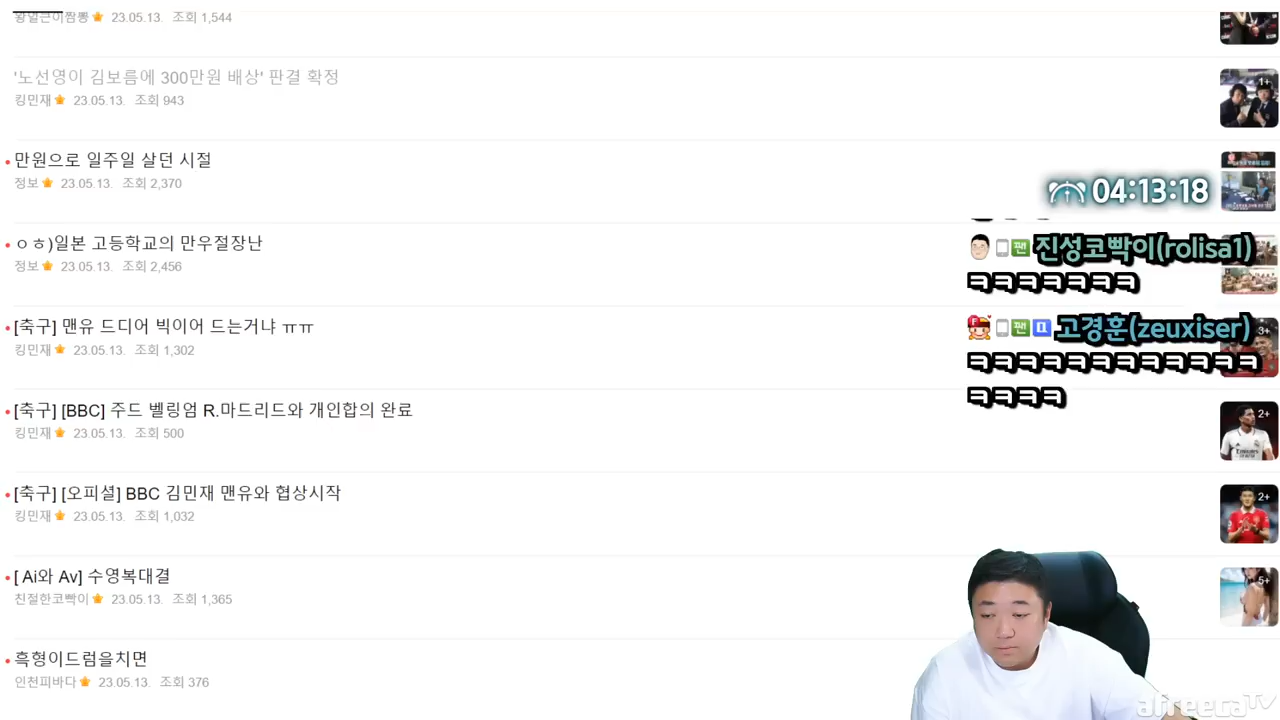 왕열큰이짬뽕 23.05.13. 조회 1,544
'노선영이 김보름에 300만원 배상' 판결 확정
킹민재 23.05.13. 조회 943
1+
만원으로 일주일 살던 시절
정보 23.05.13. 조회 2,370
04:13:18
ㅇㅎ)일본 고등학교의 만우절장난
정보 23.05.13. 조회 2,456
진성코빡이(rolisa1)
ㅋㅋㅋㅋㅋㅋㅋ
[축구] 맨유 드디어 빅이어 드는거냐 ㅠㅠ
킹민재 23.05.13. 조회 1,302
고경훈(zeuxiser)
3+
ㅋㅋㅋㅋㅋㅋㅋㅋㅋㅋㅋㅋ
ㅋㅋㅋㅋ
[축구] [BBC] 주드 벨링엄 R.마드리드와 개인합의 완료
킹민재 23.05.13. 조회 500
2+
[축구] [오피셜] BBC 김민재 맨유와 협상시작
킹민재 23.05.13. 조회 1,032
2+
[ Ai와 Av] 수영복대결
친절한코빡이 23.05.13. 조회 1,365
5+
흑형이드럼을치면
인천피바다 23.05.13. 조회 376
afreecaTV